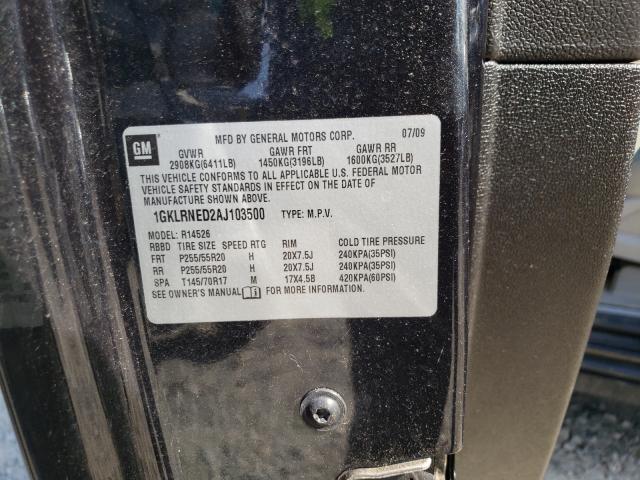 GM
MFD BY GENERAL MOTORS CORP. 07/09
GVWR GAWR FRT GAWR RR
2908KG(6411LB) 1450KG(3196LB) 1600KG(3527LB)
THIS VEHICLE CONFORMS TO ALL APPLICABLE U.S. FEDERAL MOTOR
VEHICLE SAFETY STANDARDS IN EFFECT ON THE DATE OF
MANUFACTURE SHOWN ABOVE.
1GKLRNED2AJ103500 TYPE: M.P.V.
MODEL: R14526
RBBD TIRE SIZE SPEED RTG RIM COLD TIRE PRESSURE
FRT P255/55R20 H 20X7.5J 240KPA(35PSI)
RR P255/55R20 H 20X7.5J 240KPA(35PSI)
SPA T145/70R17 M 17X4.5B 420KPA(60PSI)
SEE OWNER'S MANUAL FOR MORE INFORMATION.